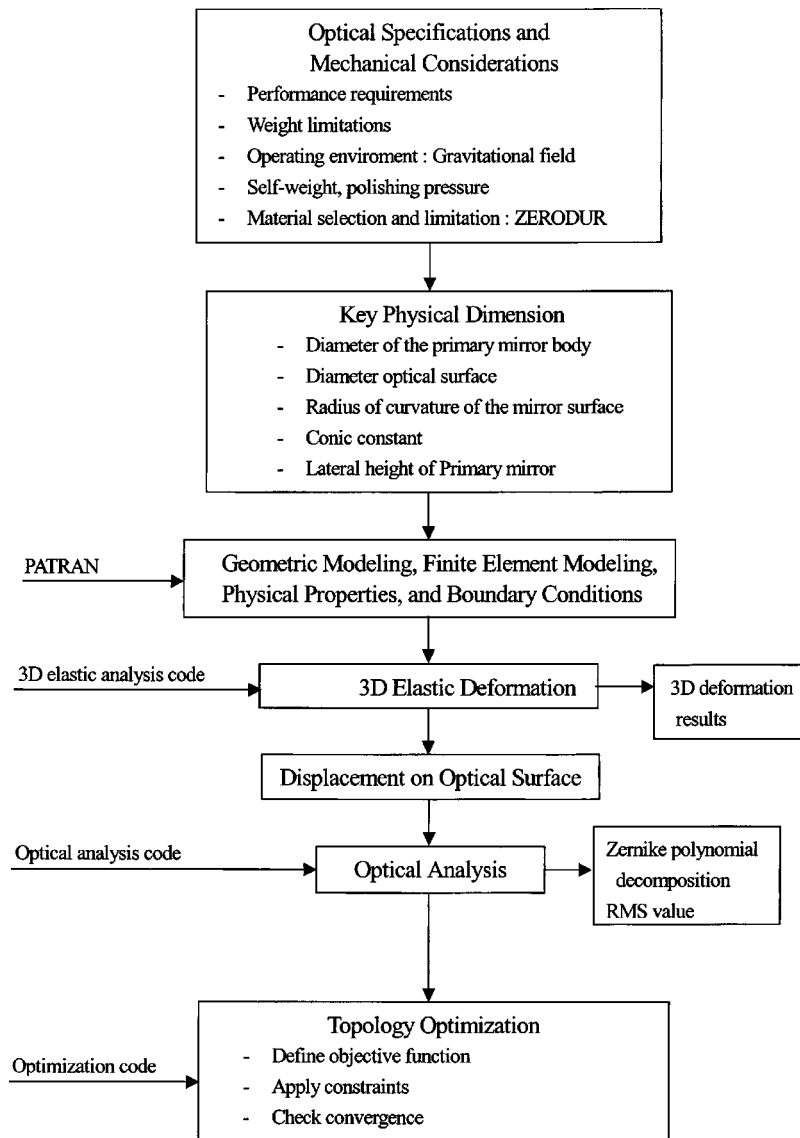 Optical Specifications and
Mechanical Considerations
- Performance requirements
- Weight limitations
- Operating enviroment : Gravitational field
- Self-weight, polishing pressure
- Material selection and limitation : ZERODUR
Key Physical Dimension
- Diameter of the primary mirror body
- Diameter optical surface
- Radius of curvature of the mirror surface
- Conic constant
- Lateral height of Primary mirror
PATRAN
Geometric Modeling, Finite Element Modeling,
Physical Properties, and Boundary Conditions
3D elastic analysis code
3D Elastic Deformation
3D deformation
results
Displacement on Optical Surface
Optical analysis code
Optical Analysis
Zernike polynomial
decomposition
RMS value
Topology Optimization
- Define objective function
Optimization code
- Apply constraints
- Check convergence